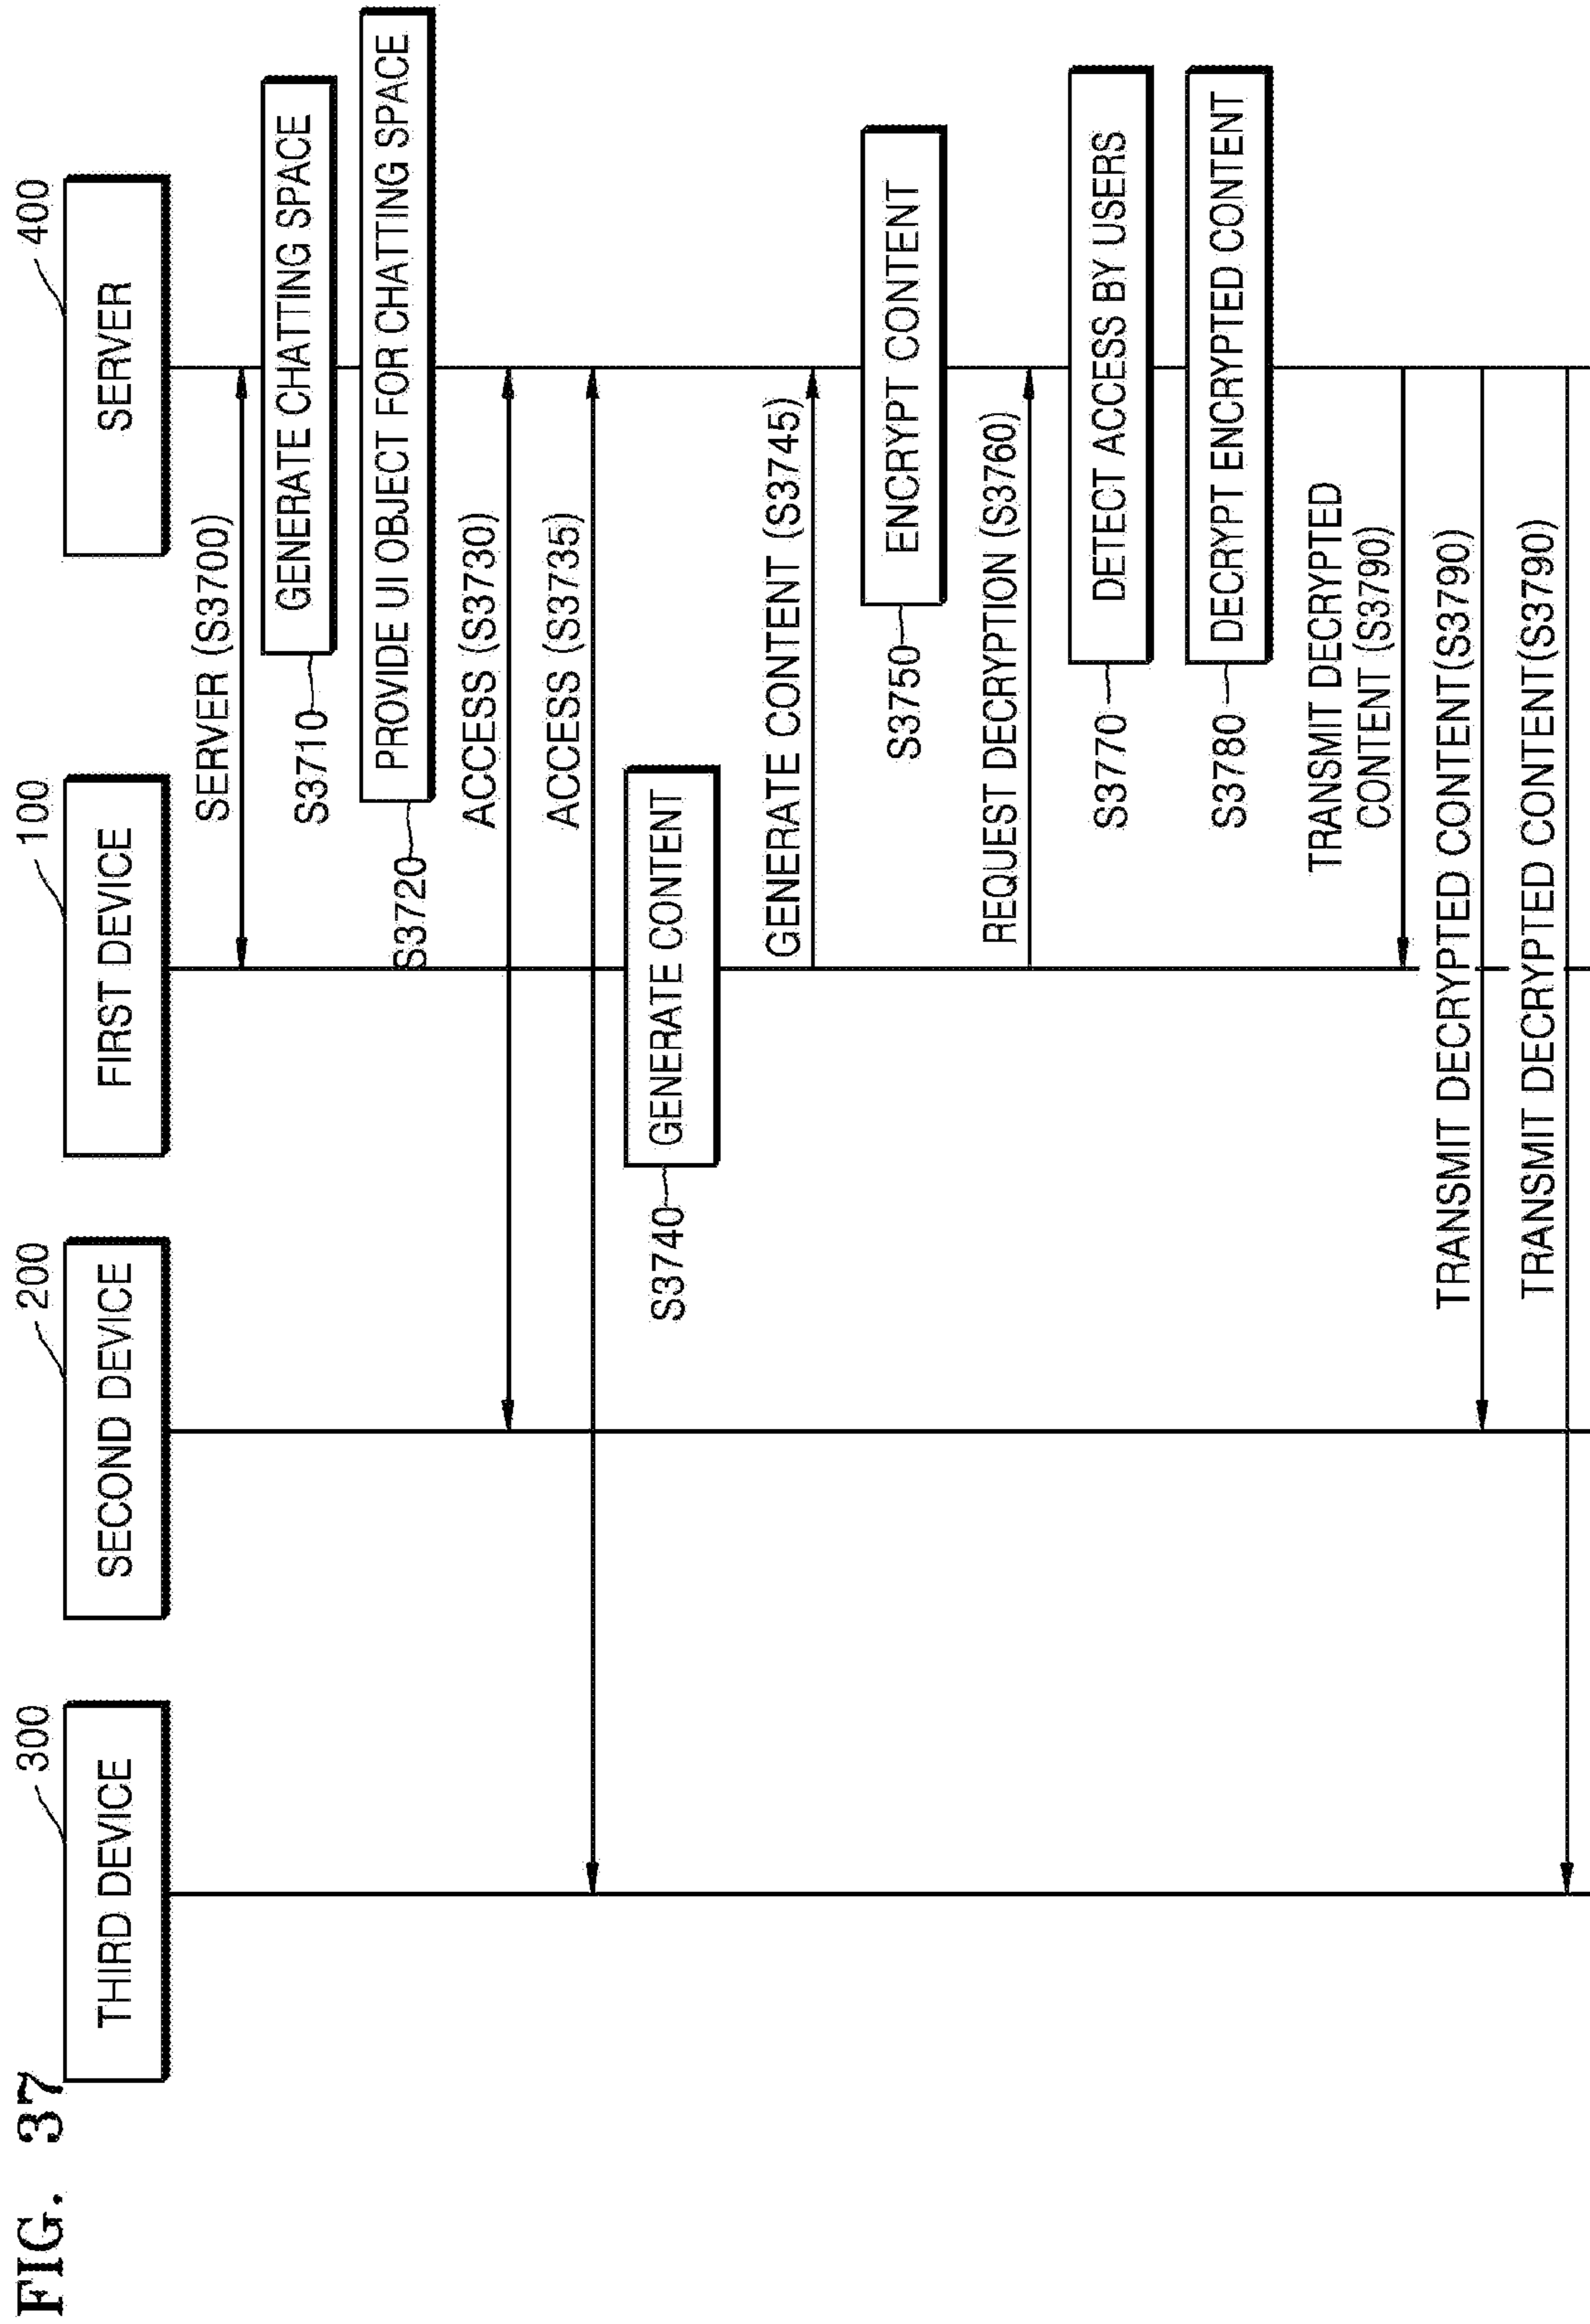 FIG. 37
300
200
100
400
THIRD DEVICE
SECOND DEVICE
FIRST DEVICE
SERVER
SERVER (S3700)
S3710
GENERATE CHATTING SPACE
S3720
PROVIDE UI OBJECT FOR CHATTING SPACE
ACCESS (S3730)
ACCESS (S3735)
S3740
GENERATE CONTENT
GENERATE CONTENT (S3745)
S3750
ENCRYPT CONTENT
REQUEST DECRYPTION (S3760)
S3770
DETECT ACCESS BY USERS
S3780
DECRYPT ENCRYPTED CONTENT
TRANSMIT DECRYPTED
CONTENT (S3790)
TRANSMIT DECRYPTED CONTENT(S3790)
TRANSMIT DECRYPTED CONTENT(S3790)